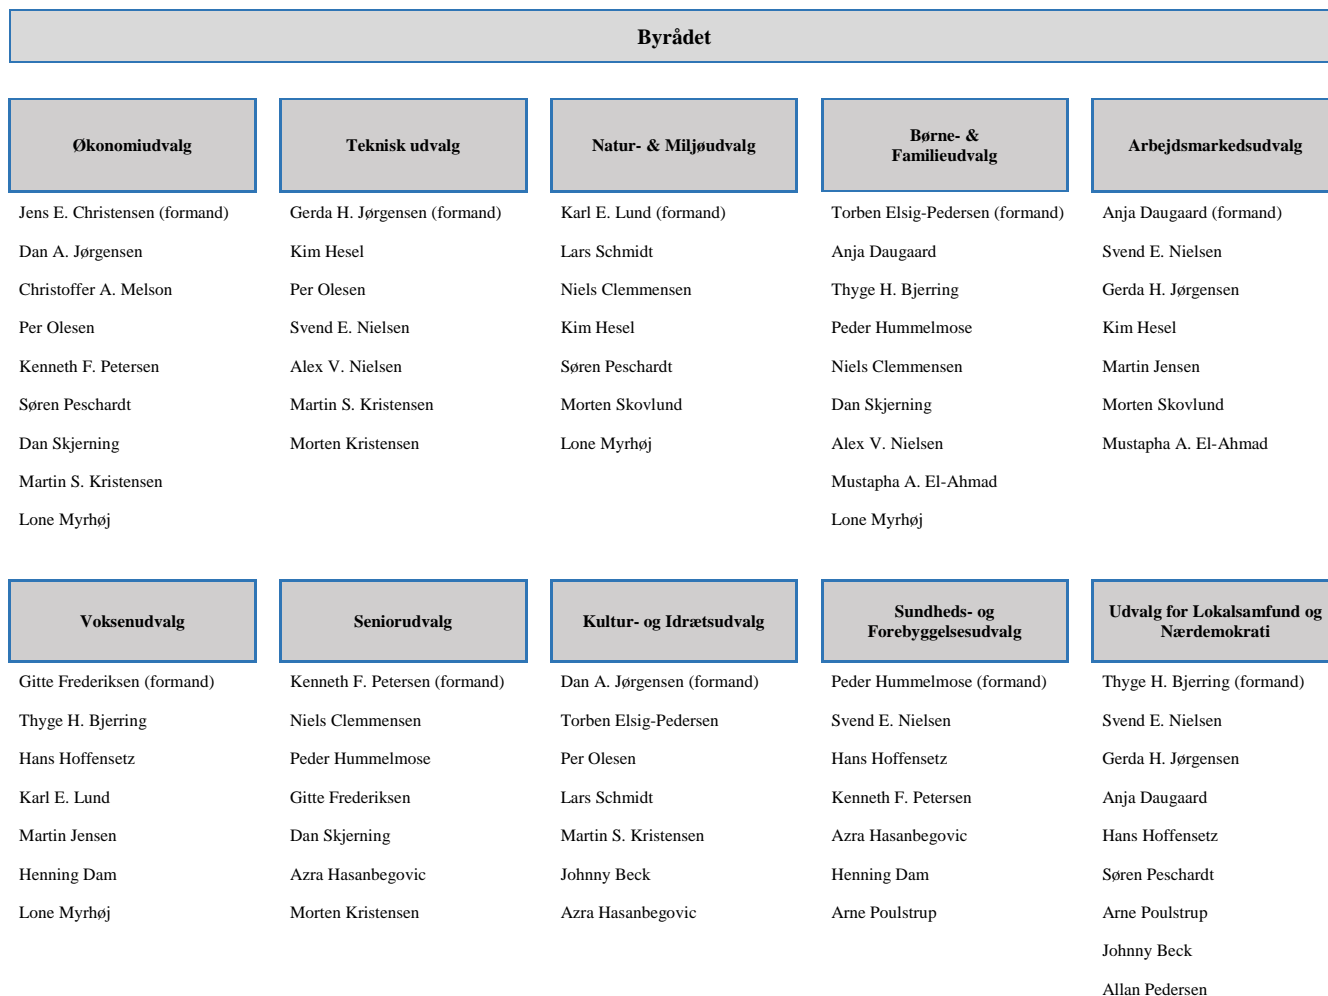 Byrådet
Økonomiudvalg
Jens E. Christensen (formand)
Dan A. Jørgensen
Christoffer A. Melson
Per Olesen
Kenneth F. Petersen
Søren Peschardt
Dan Skjerning
Martin S. Kristensen
Lone Myrhøj
Teknisk udvalg
Gerda H. Jørgensen (formand)
Kim Hesel
Per Olesen
Svend E. Nielsen
Alex V. Nielsen
Martin S. Kristensen
Morten Kristensen
Natur- & Miljøudvalg
Karl E. Lund (formand)
Lars Schmidt
Niels Clemmensen
Kim Hesel
Søren Peschardt
Morten Skovlund
Lone Myrhøj
Børne- &
Familieudvalg
Torben Elsig-Pedersen (formand)
Anja Daugaard
Thyge H. Bjerring
Peder Hummelmose
Niels Clemmensen
Dan Skjerning
Alex V. Nielsen
Mustapha A. El-Ahmad
Lone Myrhøj
Arbejdsmarkedsudvalg
Anja Daugaard (formand)
Svend E. Nielsen
Gerda H. Jørgensen
Kim Hesel
Martin Jensen
Morten Skovlund
Mustapha A. El-Ahmad
Voksenudvalg
Gitte Frederiksen (formand)
Thyge H. Bjerring
Hans Hoffensetz
Karl E. Lund
Martin Jensen
Henning Dam
Lone Myrhøj
Seniorudvalg
Kenneth F. Petersen (formand)
Niels Clemmensen
Peder Hummelmose
Gitte Frederiksen
Dan Skjerning
Azra Hasanbegovic
Morten Kristensen
Kultur- og Idrætsudvalg
Dan A. Jørgensen (formand)
Torben Elsig-Pedersen
Per Olesen
Lars Schmidt
Martin S. Kristensen
Johnny Beck
Azra Hasanbegovic
Sundheds- og
Forebyggelsesudvalg
Peder Hummelmose (formand)
Svend E. Nielsen
Hans Hoffensetz
Kenneth F. Petersen
Azra Hasanbegovic
Henning Dam
Arne Poulstrup
Udvalg for Lokalsamfund og
Nærdemokrati
Thyge H. Bjerring (formand)
Svend E. Nielsen
Gerda H. Jørgensen
Anja Daugaard
Hans Hoffensetz
Søren Peschardt
Arne Poulstrup
Johnny Beck
Allan Pedersen